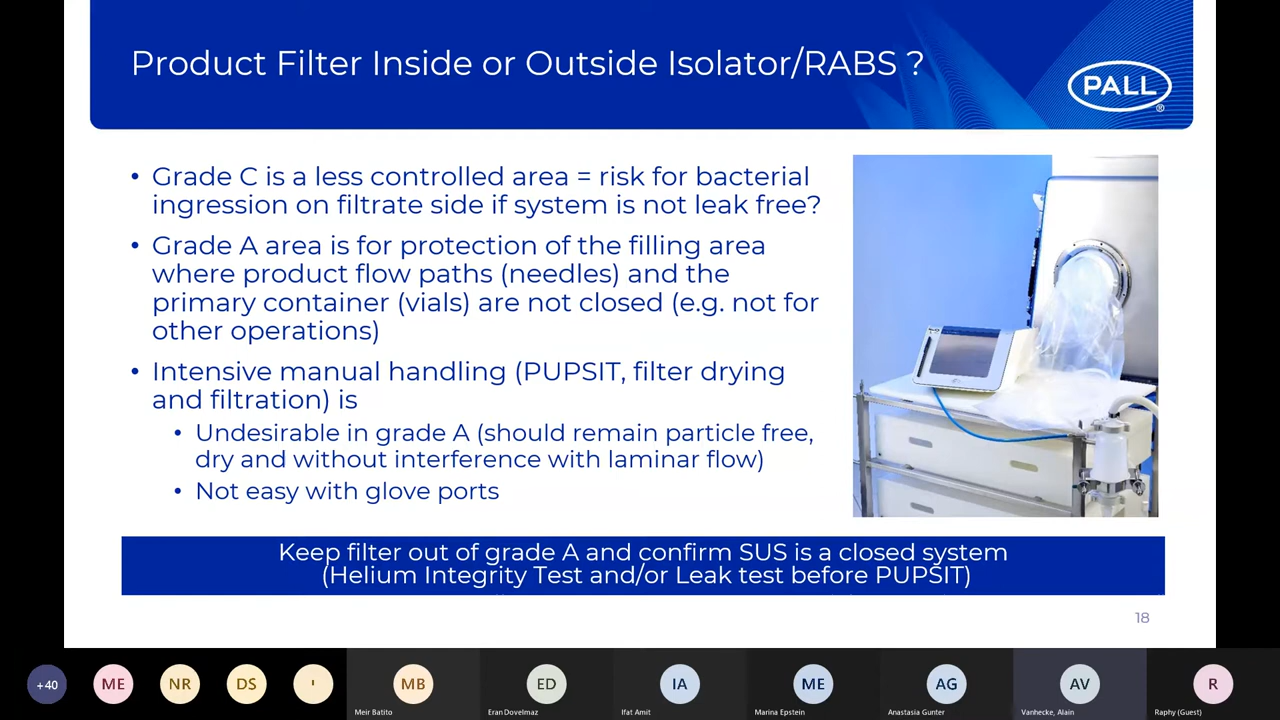 Product Filter Inside or Outside Isolator/RABS ?
PALL
®
• Grade C is a less controlled area = risk for bacterial
ingression on filtrate side if system is not leak free?
• Grade A area is for protection of the filling area
where product flow paths (needles) and the
primary container (vials) are not closed (e.g. not for
other operations)
• Intensive manual handling (PUPSIT, filter drying
and filtration) is
• Undesirable in grade A (should remain particle free,
dry and without interference with laminar flow)
• Not easy with glove ports
Keep filter out of grade A and confirm SUS is a closed system
(Helium Integrity Test and/or Leak test before PUPSIT)
18
+40 ME NR DS ' MB ED IA ME AG AV R
Meir Batito Eran Dovelmaz Ifat Amit Marina Epstein Anastasia Gunter Vanhecke, Alain Raphy (Guest)